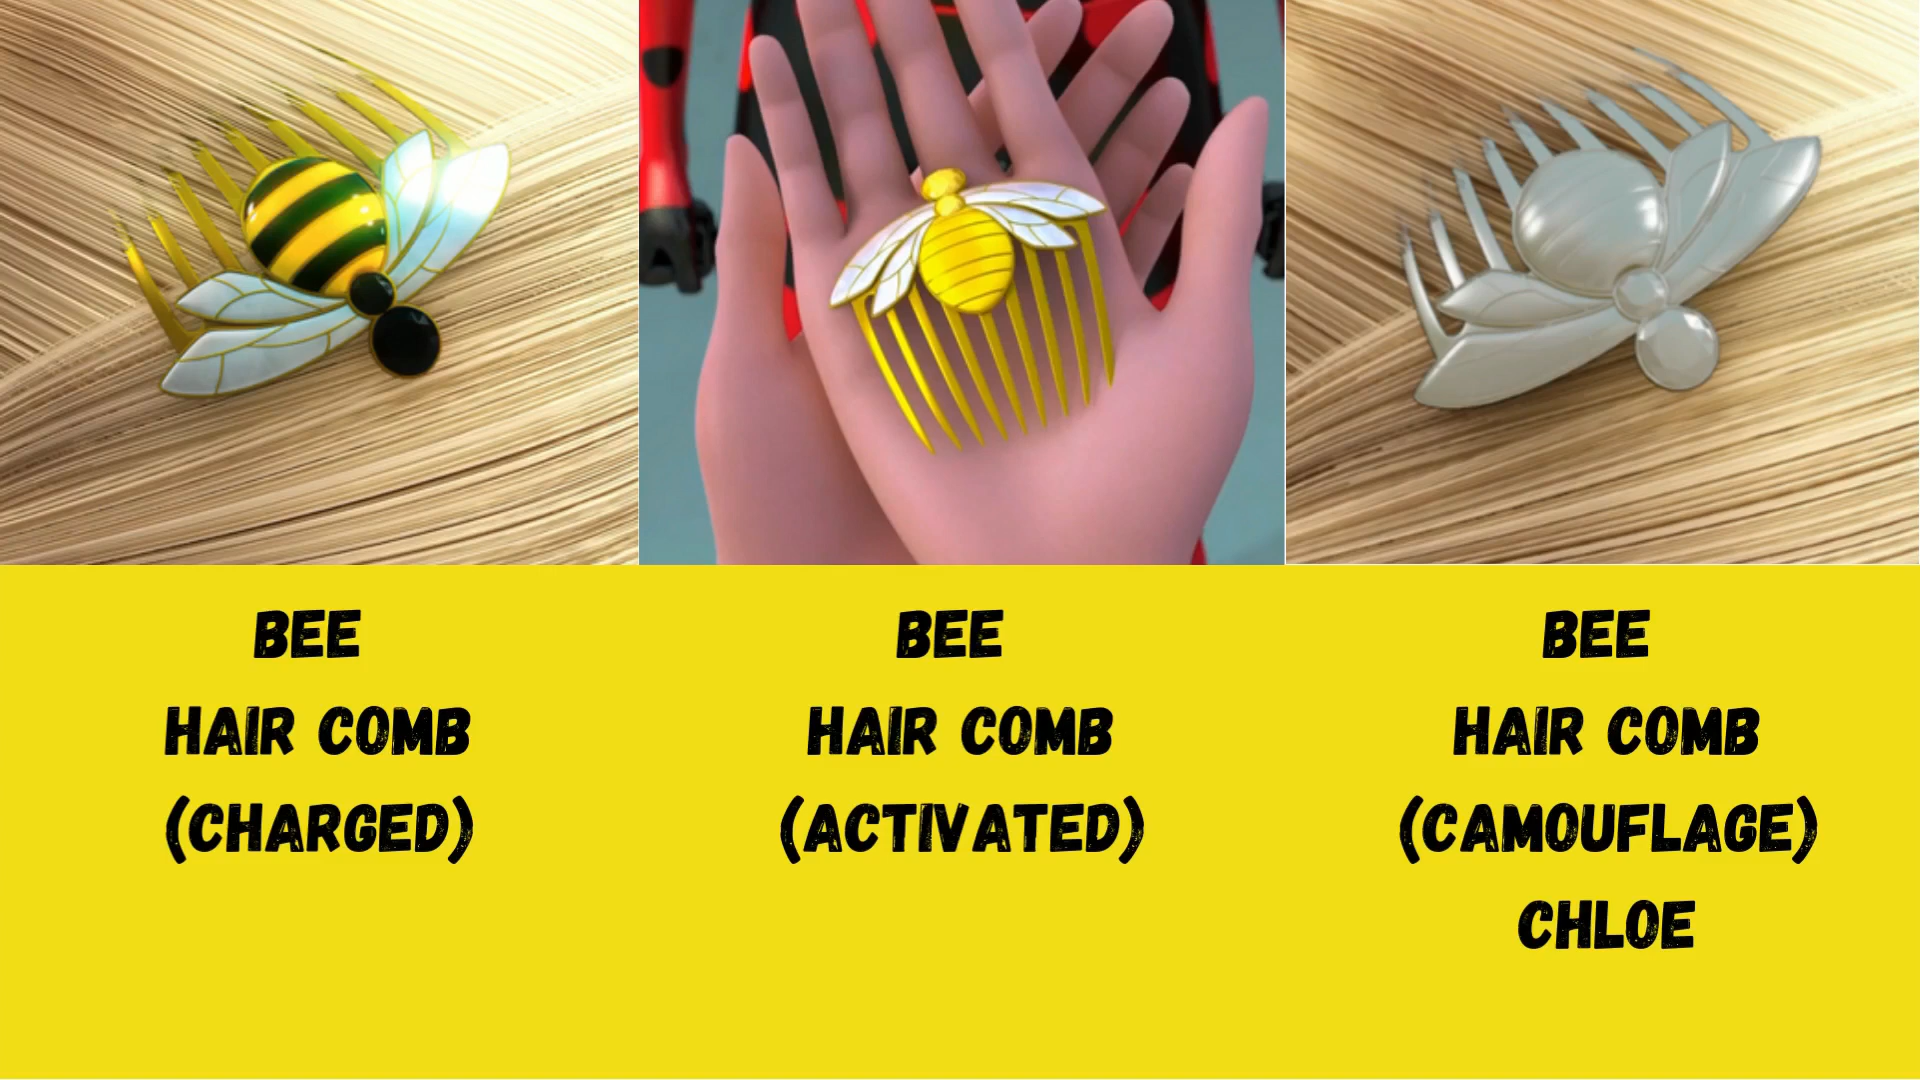 BEE
HAIR COMB
(CHARGED)
BEE
HAIR COMB
(ACTIVATED)
BEE
HAIR COMB
(CAMOUFLAGE)
CHLOE